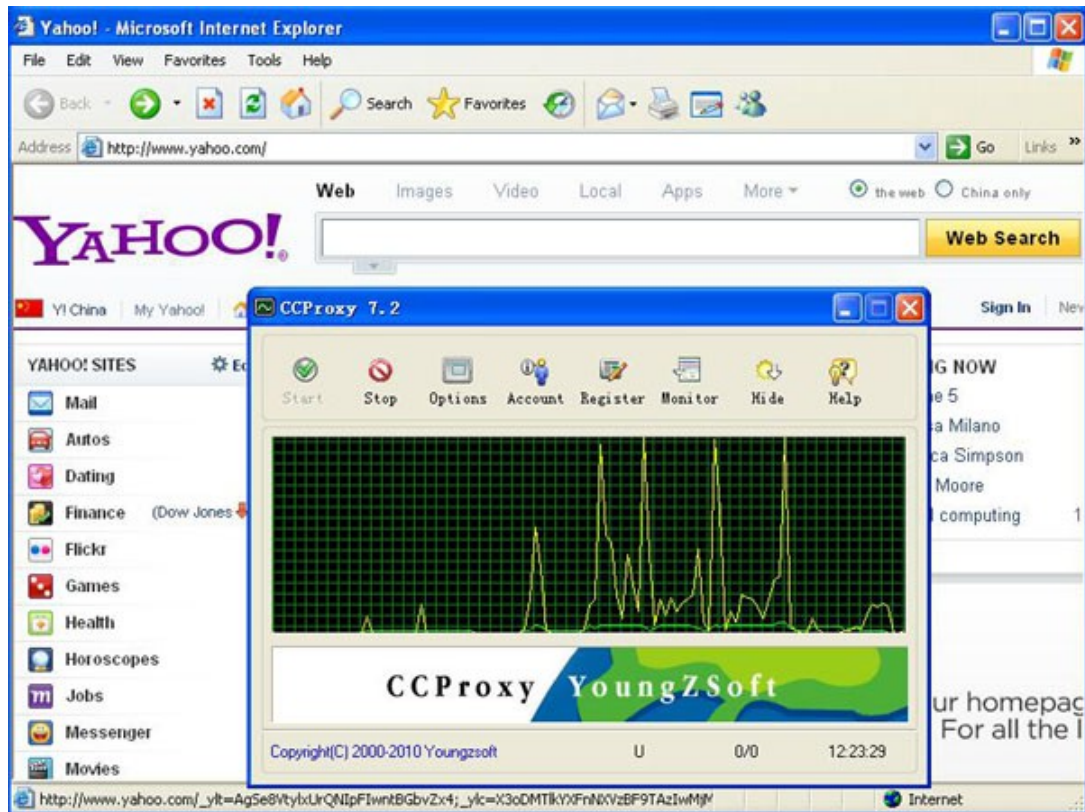 Yahoo! - Microsoft Internet Explorer
File Edit View Favorites Tools Help
Back Search Favorites
Address http://www.yahoo.com/ Go Links »
Web Images Video Local Apps More the web China only
YAHOO!® Web Search
Y! China My Yahoo! Sign In New
CCProxy 7.2
Start Stop Options Account Register Monitor Hide Help
YAHOO! SITES
Mail
Autos
Dating
Finance (Dow Jones
Flickr
Games
Health
Horoscopes
Jobs
Messenger
Movies
G NOW
e 5
a Milano
ca Simpson
Moore
computing 1
CCProxy YoungZSoft
ur homepag
For all the
Copyright(C) 2000-2010 Youngzsoft U 0/0 12:23:29
Internet